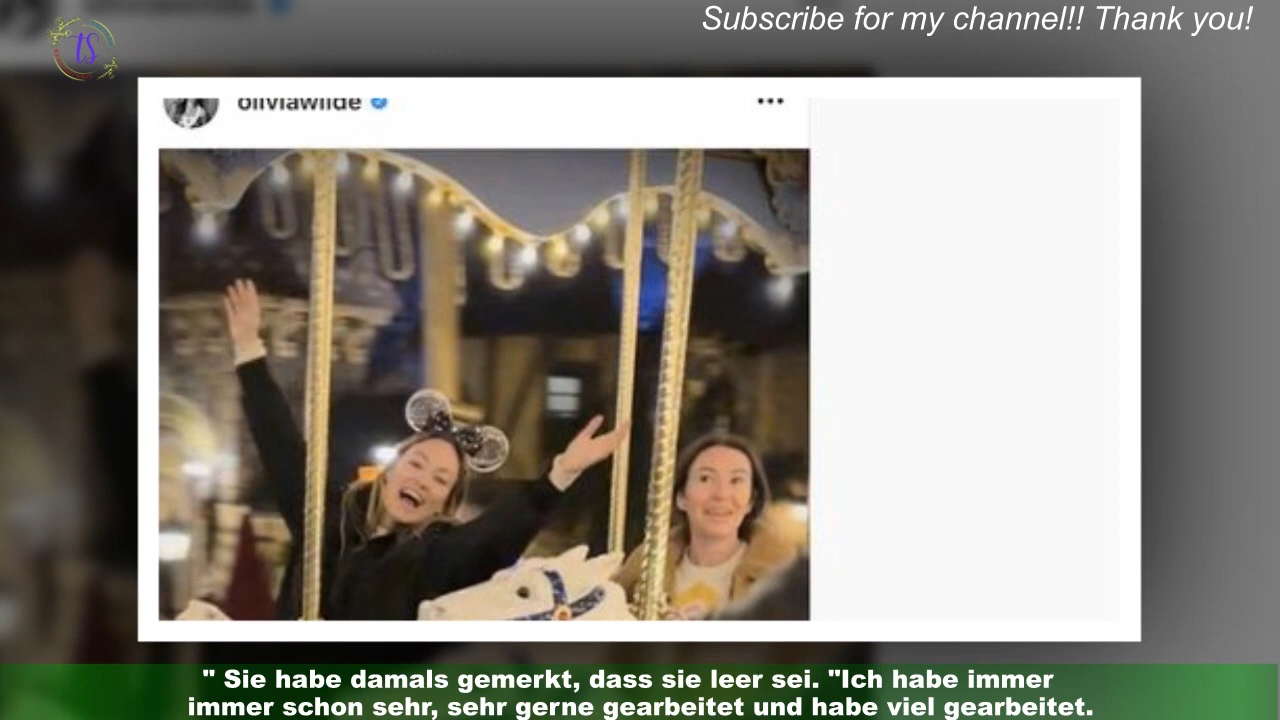 Subscribe for my channel!! Thank you!
TS
oliviawilde
" Sie habe damals gemerkt, dass sie leer sei. "Ich habe immer
immer schon sehr, sehr gerne gearbeitet und habe viel gearbeitet.